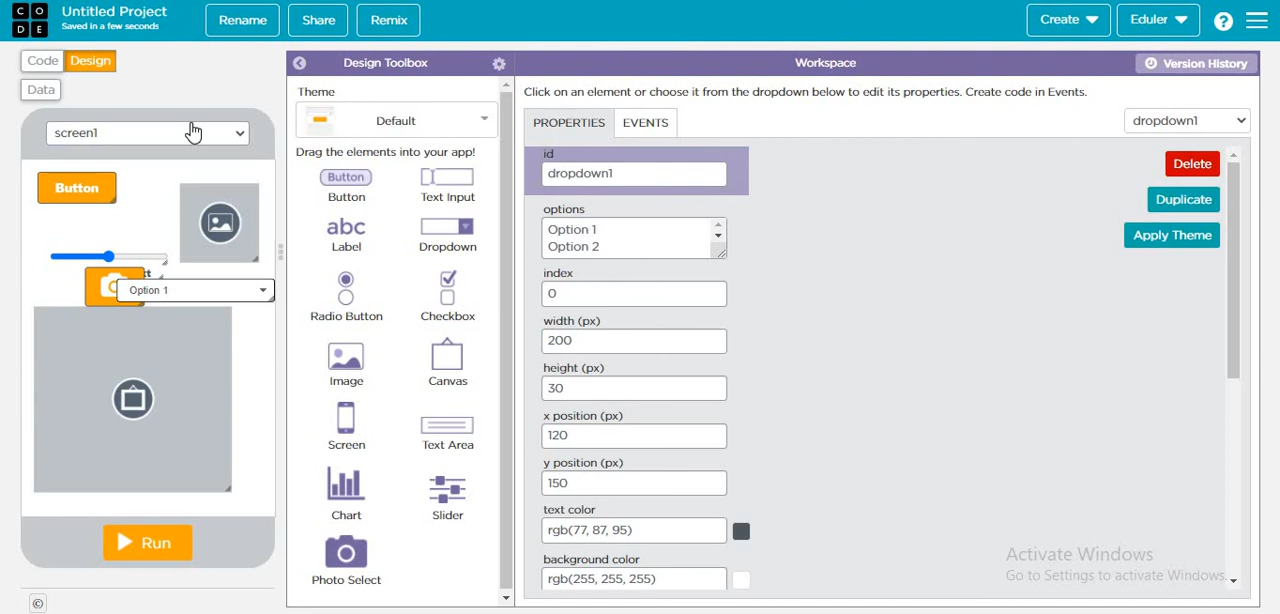 CO
DE
Untitled Project
Saved in a few seconds
Rename
Share
Remix
Create
Eduler
?
Code
Design
Data
screen1
Button
t
Option 1
Run
©
Design Toolbox
Theme
Default
Drag the elements into your app!
Button
Button
Text Input
abc
Label
Dropdown
Radio Button
Checkbox
Image
Canvas
Screen
Text Area
Chart
Slider
Photo Select
Workspace
Version History
Click on an element or choose it from the dropdown below to edit its properties. Create code in Events.
PROPERTIES
EVENTS
dropdown1
id
dropdown1
Delete
Duplicate
Apply Theme
options
Option 1
Option 2
index
0
width (px)
200
height (px)
30
x position (px)
120
y position (px)
150
text color
rgb(77, 87, 95)
background color
rgb(255, 255, 255)
Activate Windows
Go to Settings to activate Windows.